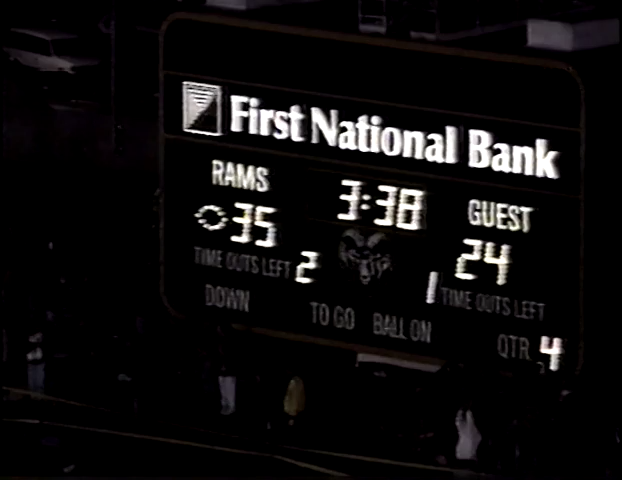 First National Bank
RAMS 3:38 GUEST
35 24
TIME OUTS LEFT 2 1 TIME OUTS LEFT
DOWN TO GO BALL ON QTR 4